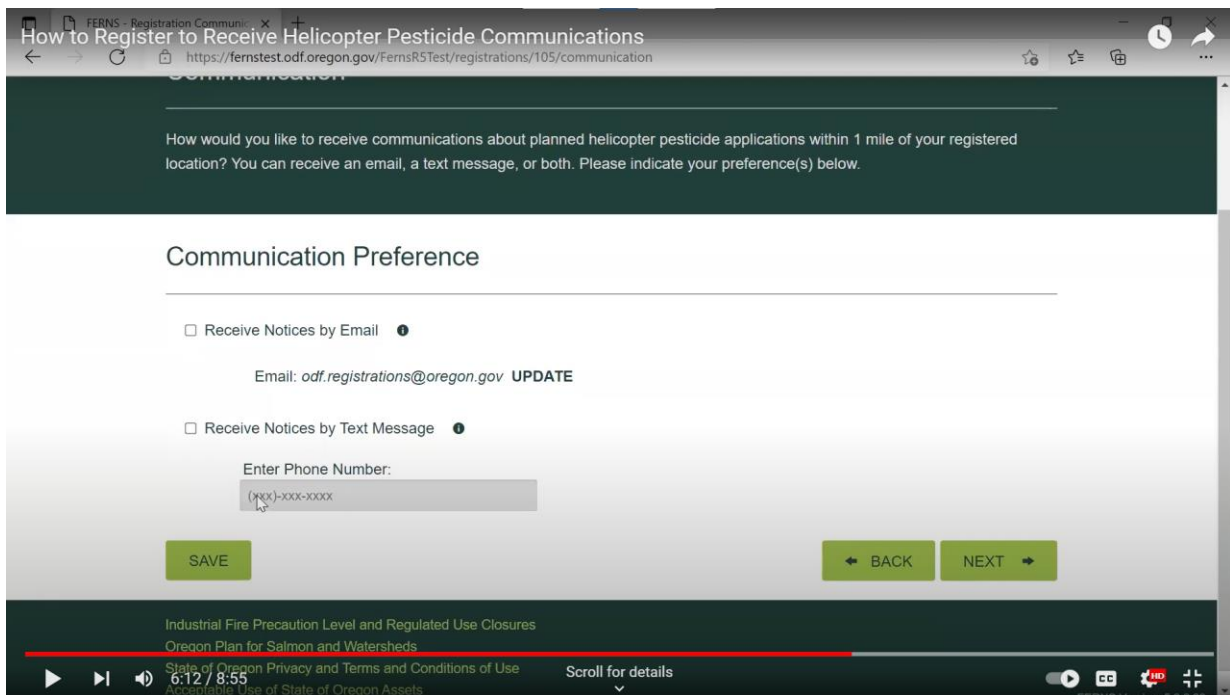 FERNS - Registration Communic
How to Register to Receive Helicopter Pesticide Communications
https://fernstest.odf.oregon.gov/FernsR5Test/registrations/105/communication
Communication
How would you like to receive communications about planned helicopter pesticide applications within 1 mile of your registered
location? You can receive an email, a text message, or both. Please indicate your preference(s) below.
Communication Preference
Receive Notices by Email
Email: odf.registrations@oregon.gov UPDATE
Receive Notices by Text Message
Enter Phone Number:
(xxx)-xxx-xxxx
SAVE
BACK
NEXT
Industrial Fire Precaution Level and Regulated Use Closures
Oregon Plan for Salmon and Watersheds
State of Oregon Privacy and Terms and Conditions of Use
6:12 / 8:55
Scroll for details
CC
HD
Acceptable Use of State of Oregon Assets